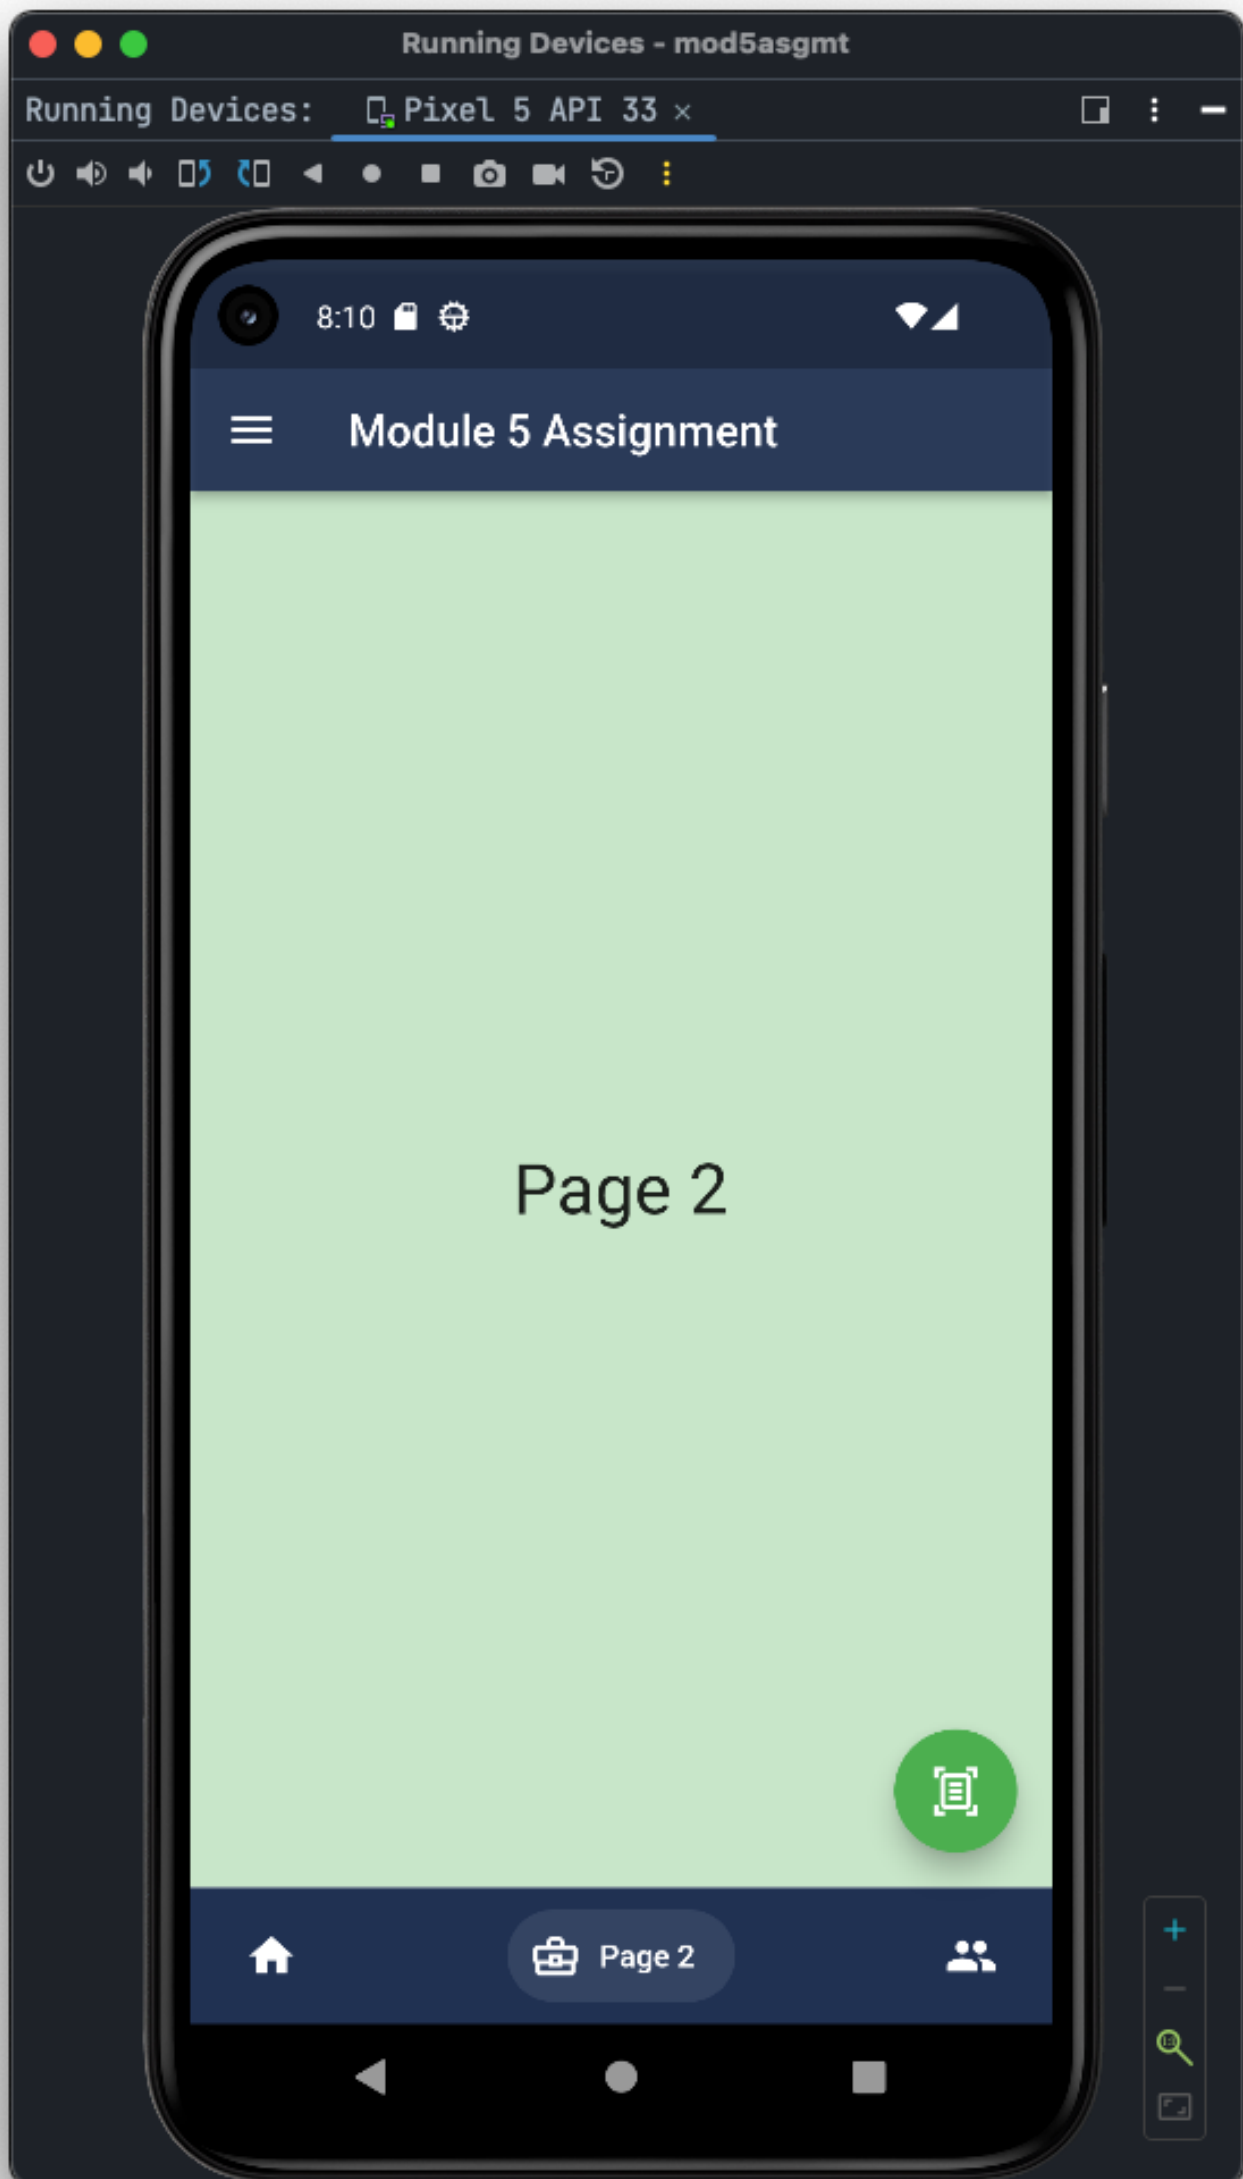 Running Devices - mod5asgmt
Running Devices: Pixel 5 API 33 ×
8:10
Module 5 Assignment
Page 2
Page 2